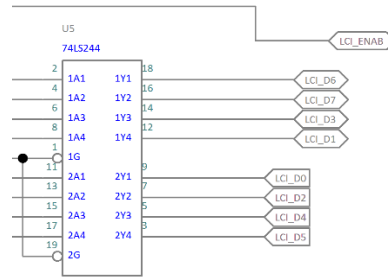 LCI_ENAB
U5
74LS244
2 1A1 1Y1 18 LCI_D6
4 1A2 1Y2 16 LCI_D7
6 1A3 1Y3 14 LCI_D3
8 1A4 1Y4 12 LCI_D1
1 1G
11 2A1 2Y1 9 LCI_D0
13 2A2 2Y2 7 LCI_D2
15 2A3 2Y3 5 LCI_D4
17 2A4 2Y4 3 LCI_D5
19 2G